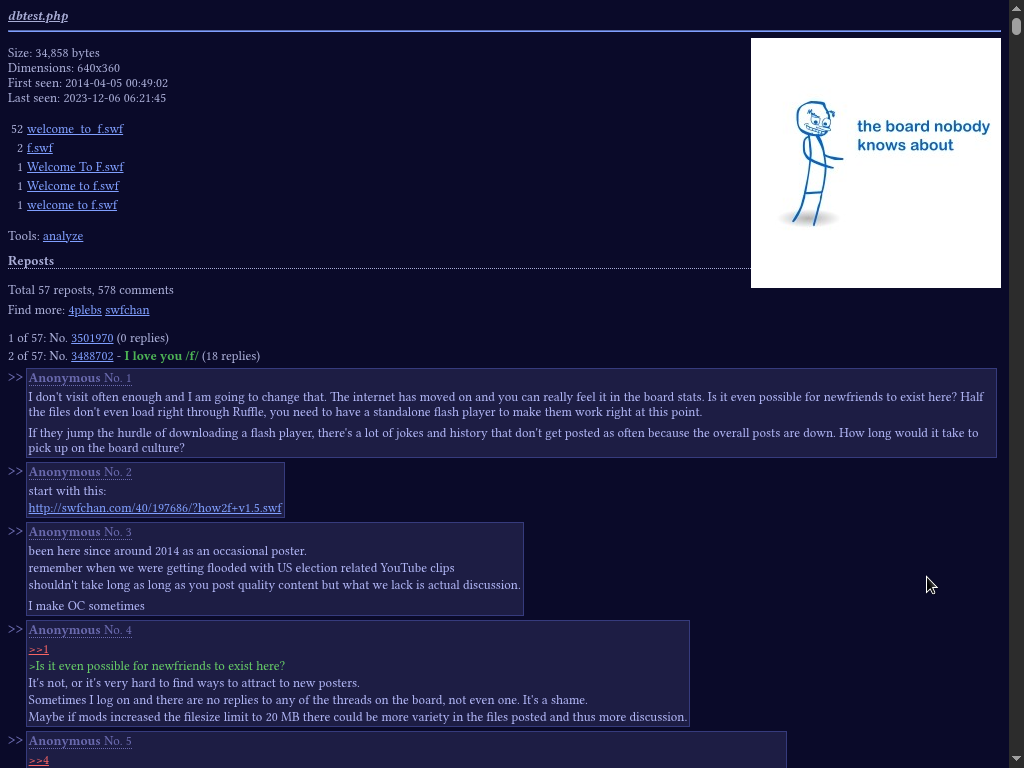 dbtest.php
Size: 34,858 bytes
Dimensions: 640x360
First seen: 2014-04-05 00:49:02
Last seen: 2023-12-06 06:21:45
the board nobody
knows about
52 welcome_to_f.swf
2 f.swf
1 Welcome To F.swf
1 Welcome to f.swf
1 welcome to f.swf
Tools: analyze
Reposts
Total 57 reposts, 578 comments
Find more: 4plebs swfchan
1 of 57: No. 3501970 (0 replies)
2 of 57: No. 3488702 - I love you /f/ (18 replies)
>> Anonymous No. 1
I don't visit often enough and I am going to change that. The internet has moved on and you can really feel it in the board stats. Is it even possible for newfriends to exist here? Half
the files don't even load right through Ruffle, you need to have a standalone flash player to make them work right at this point.
If they jump the hurdle of downloading a flash player, there's a lot of jokes and history that don't get posted as often because the overall posts are down. How long would it take to
pick up on the board culture?
>> Anonymous No. 2
start with this:
http://swfchan.com/40/197686/?how2f+v1.5.swf
>> Anonymous No. 3
been here since around 2014 as an occasional poster.
remember when we were getting flooded with US election related YouTube clips
shouldn't take long as long as you post quality content but what we lack is actual discussion.
I make OC sometimes
>> Anonymous No. 4
>>1
>Is it even possible for newfriends to exist here?
It's not, or it's very hard to find ways to attract to new posters.
Sometimes I log on and there are no replies to any of the threads on the board, not even one. It's a shame.
Maybe if mods increased the filesize limit to 20 MB there could be more variety in the files posted and thus more discussion.
>> Anonymous No. 5
>>4